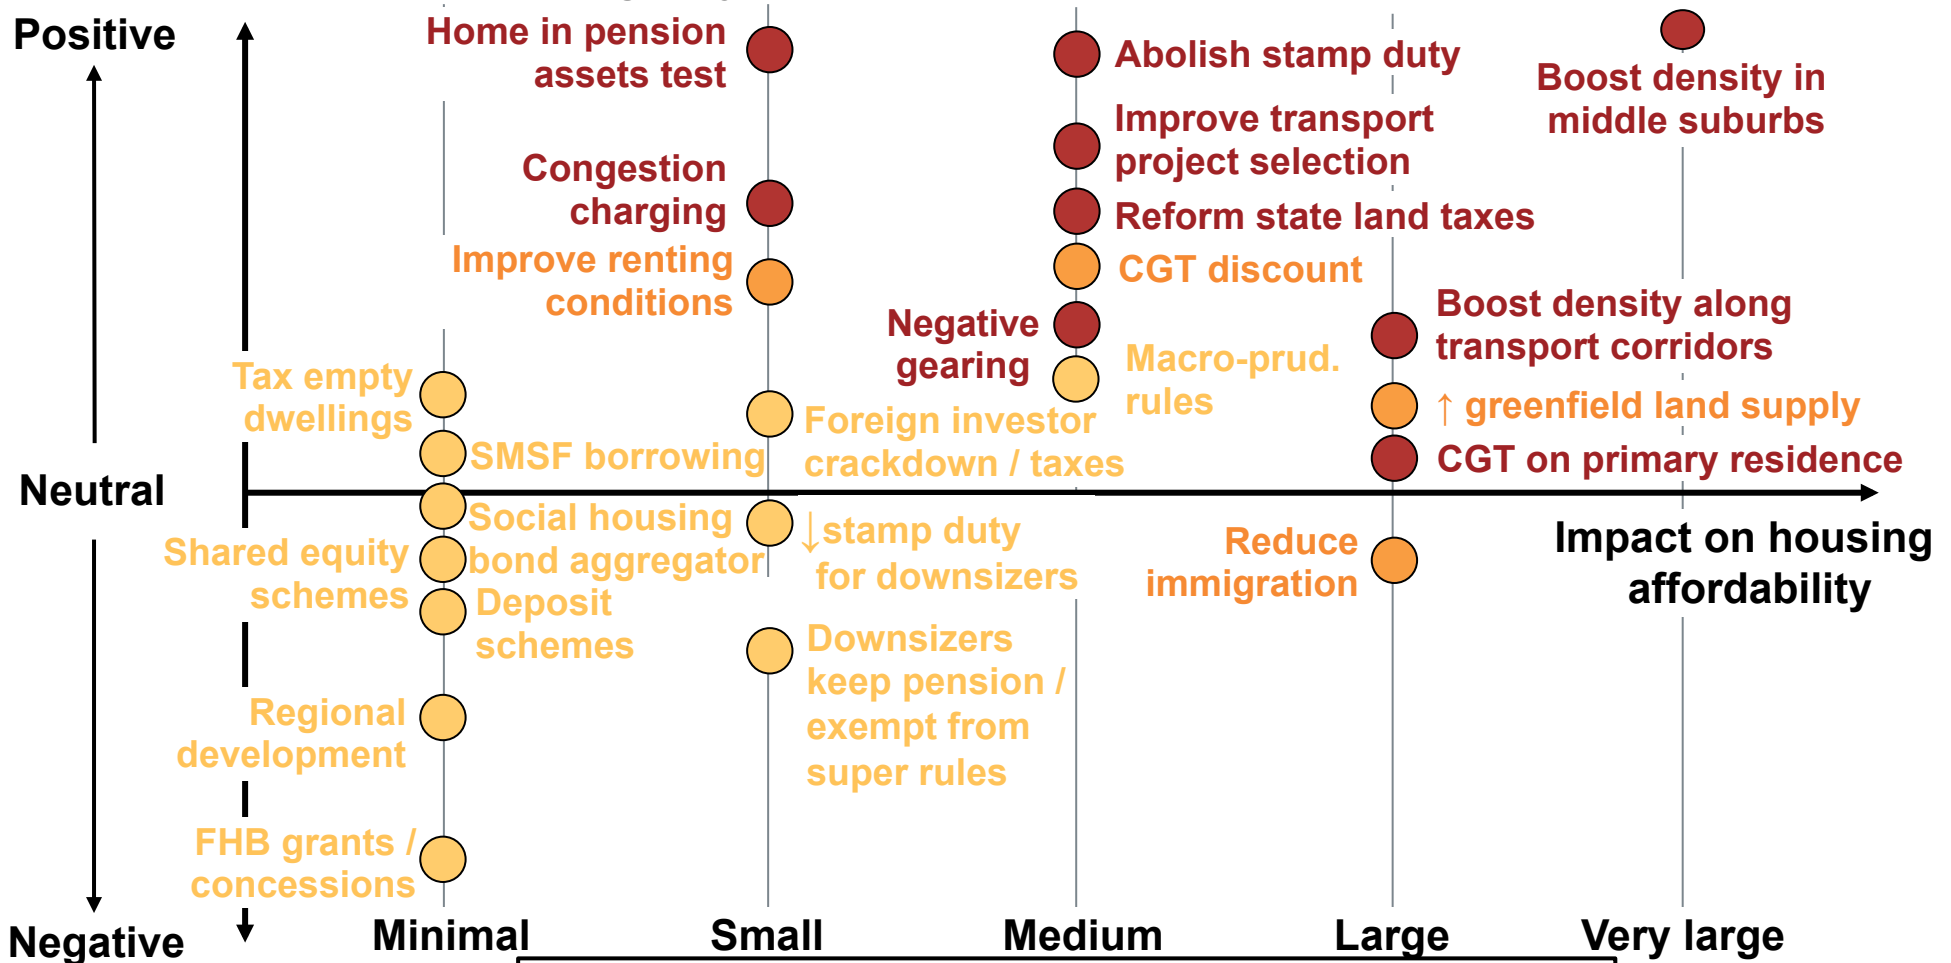 Positive
Home in pension
assets test
Abolish stamp duty
Boost density in
middle suburbs
Improve transport
project selection
Congestion
charging
Reform state land taxes
Improve renting
conditions
CGT discount
Negative
gearing
Boost density along
transport corridors
Macro-prud.
rules
Tax empty
dwellings
Foreign investor
crackdown / taxes
↑ greenfield land supply
SMSF borrowing
CGT on primary residence
Neutral
Social housing
bond aggregator
↓stamp duty
for downsizers
Reduce
immigration
Impact on housing
affordability
Shared equity
schemes
Deposit
schemes
Downsizers
keep pension /
exempt from
super rules
Regional
development
FHB grants /
concessions
Negative
Minimal
Small
Medium
Large
Very large